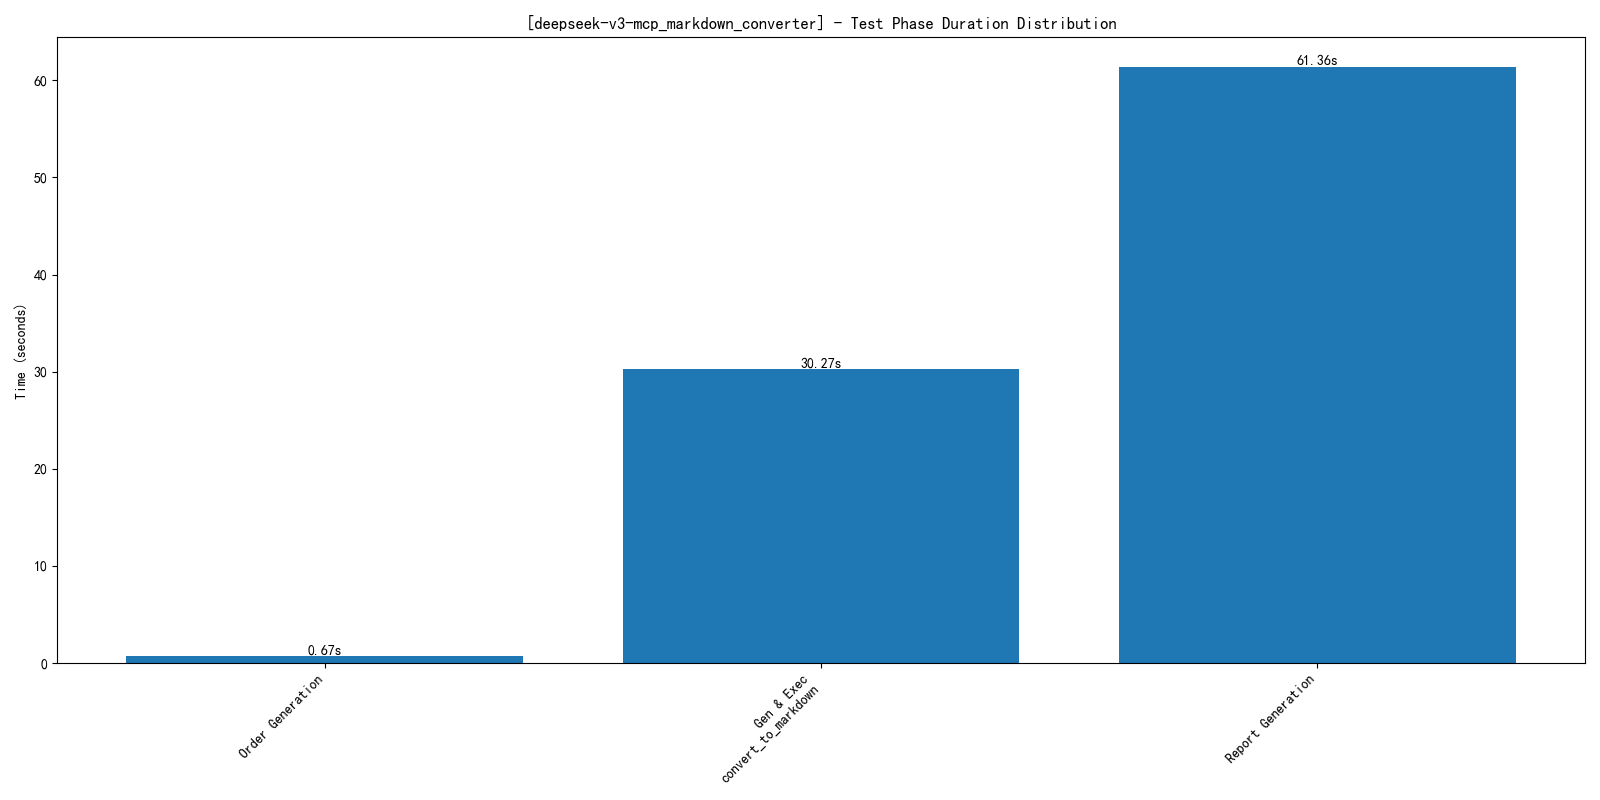 [deepseek-v3-mcp_markdown_converter] - Test Phase Duration Distribution
61.36s
60
50
40
30.27s
30
20
10
0.67s
0
Time (seconds)
Order Generation
Gen & Exec
convert_to_markdown
Report Generation